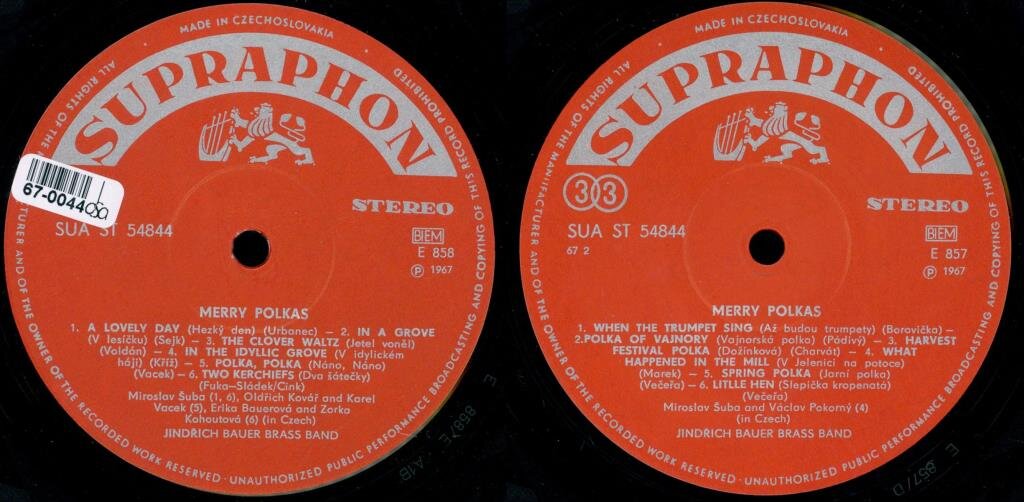 MADE IN CZECHOSLOVAKIA
ALL RIGHTS OF THE
MANUFACTURER AND OF THE OWNER OF THE RECORDED WORK RESERVED · UNAUTHORIZED PUBLIC PERFORMANCE BROADCASTING AND COPYING OF THIS RECORD PROHIBITED
SUPRAPHON
67-0044
STEREO
SUA ST 54844
BIEM
E 858
Ⓟ 1967
MERRY POLKAS
1. A LOVELY DAY (Hezký den) (Urbanec) – 2. IN A GROVE
(V lesíčku) (Sejk) – 3. THE CLOVER WALTZ (Jetel voněl)
(Voldán) – 4. IN THE IDYLLIC GROVE (V idylickém
háji) (Kříž) – 5. POLKA, POLKA (Náno, Náno)
(Vacek) – 6. TWO KERCHIEFS (Dva šátečky)
(Fuka–Sládek/Cink)
Miroslav Šuba (1, 6), Oldřich Kovář and Karel
Vacek (5), Erika Bauerová and Zorka
Kohoutová (6) (in Czech)
JINDŘICH BAUER BRASS BAND
MADE IN CZECHOSLOVAKIA
ALL RIGHTS OF THE MANUFACTURER AND OF THE OWNER OF THE RECORDED WORK RESERVED · UNAUTHORIZED PUBLIC PERFORMANCE BROADCASTING AND COPYING OF THIS RECORD PROHIBITED
SUPRAPHON
33
STEREO
SUA ST 54844
67 2
BIEM
E 857
Ⓟ 1967
MERRY POLKAS
1. WHEN THE TRUMPET SING (Až budou trumpety) (Borovička) –
2.POLKA OF VAJNORY (Vajnorská polka) (Pádivý) – 3. HARVEST
FESTIVAL POLKA (Dožinková) (Charvát) – 4. WHAT
HAPPENED IN THE MILL (V Jelenici na potoce)
(Marek) – 5. SPRING POLKA (Jarní polka)
(Večeřa) – 6. LITLLE HEN (Slepička kropenatá)
(Večeřa)
Miroslav Šuba and Václav Pokorný (4)
(in Czech)
JINDŘICH BAUER BRASS BAND
E 857/D